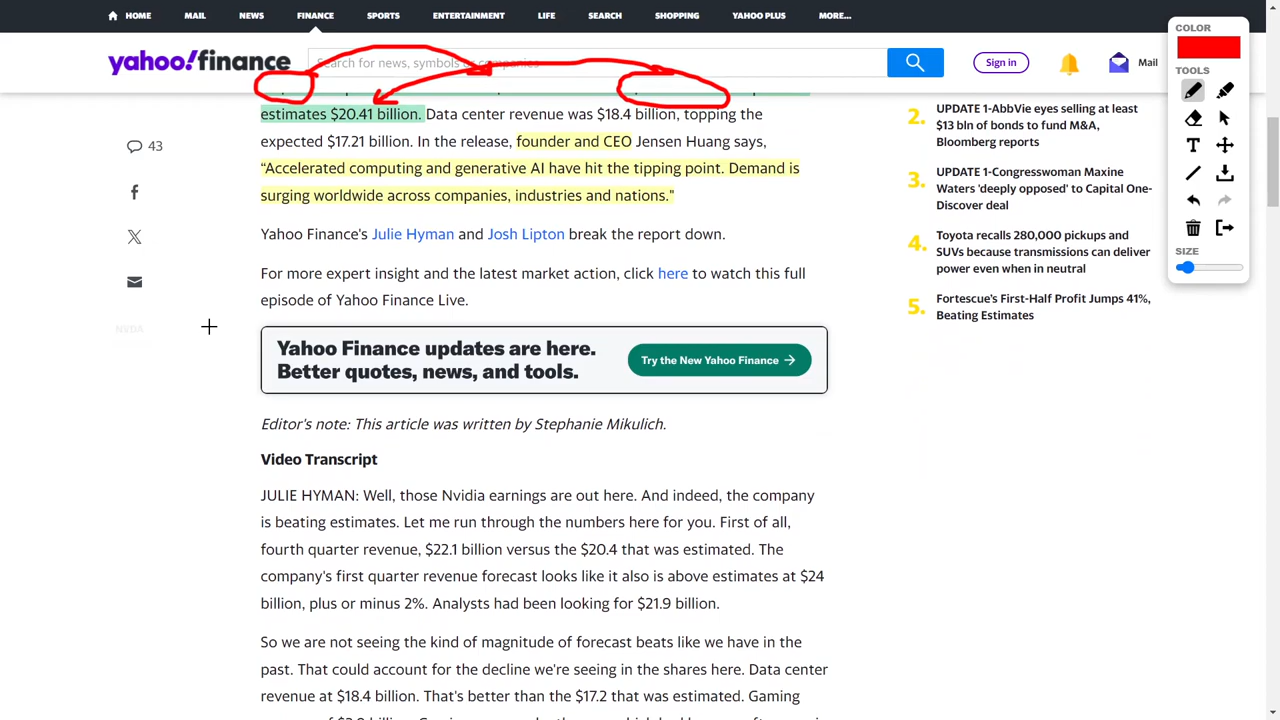 HOME MAIL NEWS FINANCE SPORTS ENTERTAINMENT LIFE SEARCH SHOPPING YAHOO PLUS MORE...
yahoo!finance
Search for news, symbols or companies
Sign in
Mail
COLOR
TOOLS
SIZE
estimates $20.41 billion. Data center revenue was $18.4 billion, topping the
expected $17.21 billion. In the release, founder and CEO Jensen Huang says,
“Accelerated computing and generative AI have hit the tipping point. Demand is
surging worldwide across companies, industries and nations.”
Yahoo Finance's Julie Hyman and Josh Lipton break the report down.
For more expert insight and the latest market action, click here to watch this full
episode of Yahoo Finance Live.
43
NVDA
Yahoo Finance updates are here.
Better quotes, news, and tools.
Try the New Yahoo Finance
Editor's note: This article was written by Stephanie Mikulich.
Video Transcript
JULIE HYMAN: Well, those Nvidia earnings are out here. And indeed, the company
is beating estimates. Let me run through the numbers here for you. First of all,
fourth quarter revenue, $22.1 billion versus the $20.4 that was estimated. The
company's first quarter revenue forecast looks like it also is above estimates at $24
billion, plus or minus 2%. Analysts had been looking for $21.9 billion.
So we are not seeing the kind of magnitude of forecast beats like we have in the
past. That could account for the decline we're seeing in the shares here. Data center
revenue at $18.4 billion. That's better than the $17.2 that was estimated. Gaming
2. UPDATE 1-AbbVie eyes selling at least
$13 bln of bonds to fund M&A,
Bloomberg reports
3. UPDATE 1-Congresswoman Maxine
Waters 'deeply opposed' to Capital One-
Discover deal
4. Toyota recalls 280,000 pickups and
SUVs because transmissions can deliver
power even when in neutral
5. Fortescue's First-Half Profit Jumps 41%,
Beating Estimates